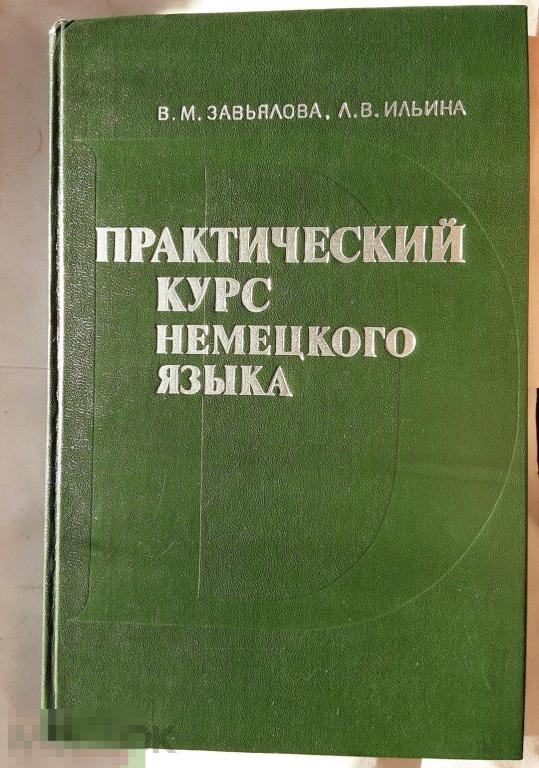 В. М. ЗАВЬЯЛОВА, Л. В. ИЛЬИНА
ПРАКТИЧЕСКИЙ
КУРС
НЕМЕЦКОГО
ЯЗЫКА